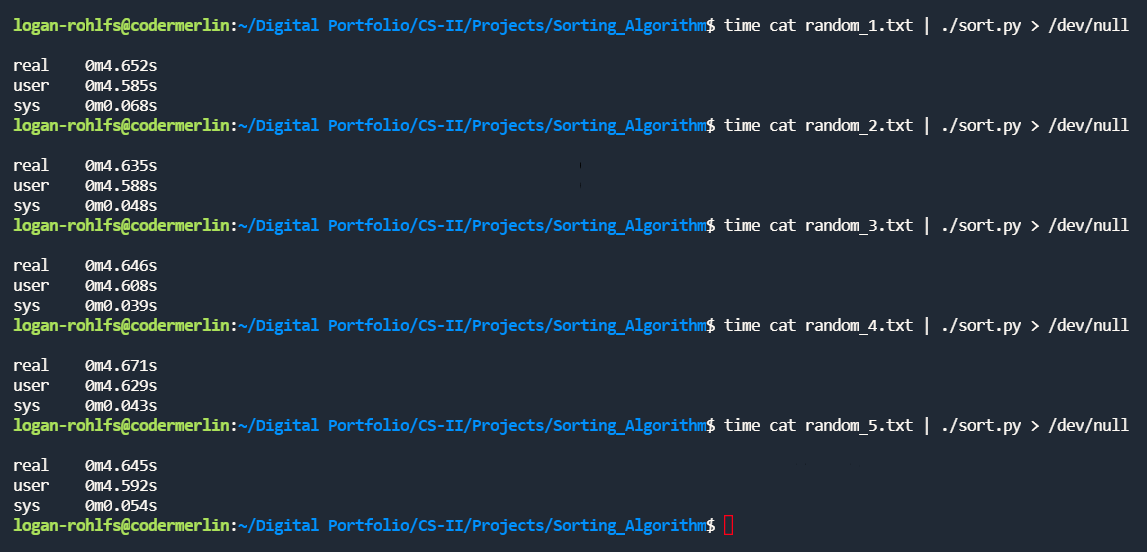 logan-rohlfs@codermerlin:~/Digital Portfolio/CS-II/Projects/Sorting_Algorithm$ time cat random_1.txt | ./sort.py > /dev/null
real    0m4.652s
user    0m4.585s
sys     0m0.068s
logan-rohlfs@codermerlin:~/Digital Portfolio/CS-II/Projects/Sorting_Algorithm$ time cat random_2.txt | ./sort.py > /dev/null
real    0m4.635s
user    0m4.588s
sys     0m0.048s
logan-rohlfs@codermerlin:~/Digital Portfolio/CS-II/Projects/Sorting_Algorithm$ time cat random_3.txt | ./sort.py > /dev/null
real    0m4.646s
user    0m4.608s
sys     0m0.039s
logan-rohlfs@codermerlin:~/Digital Portfolio/CS-II/Projects/Sorting_Algorithm$ time cat random_4.txt | ./sort.py > /dev/null
real    0m4.671s
user    0m4.629s
sys     0m0.043s
logan-rohlfs@codermerlin:~/Digital Portfolio/CS-II/Projects/Sorting_Algorithm$ time cat random_5.txt | ./sort.py > /dev/null
real    0m4.645s
user    0m4.592s
sys     0m0.054s
logan-rohlfs@codermerlin:~/Digital Portfolio/CS-II/Projects/Sorting_Algorithm$